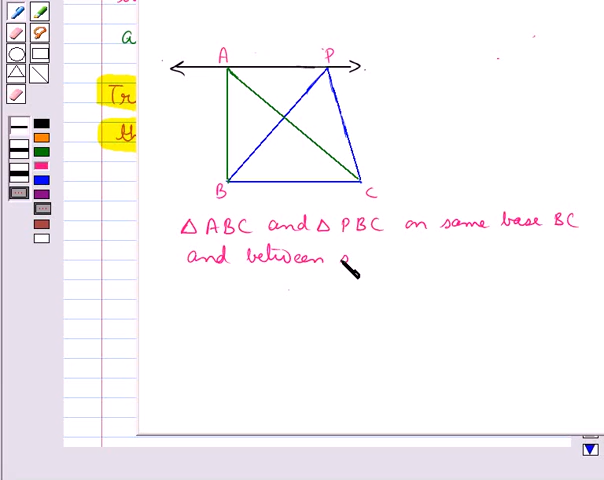 A P
B C
△ ABC and △ PBC on same base BC
and between